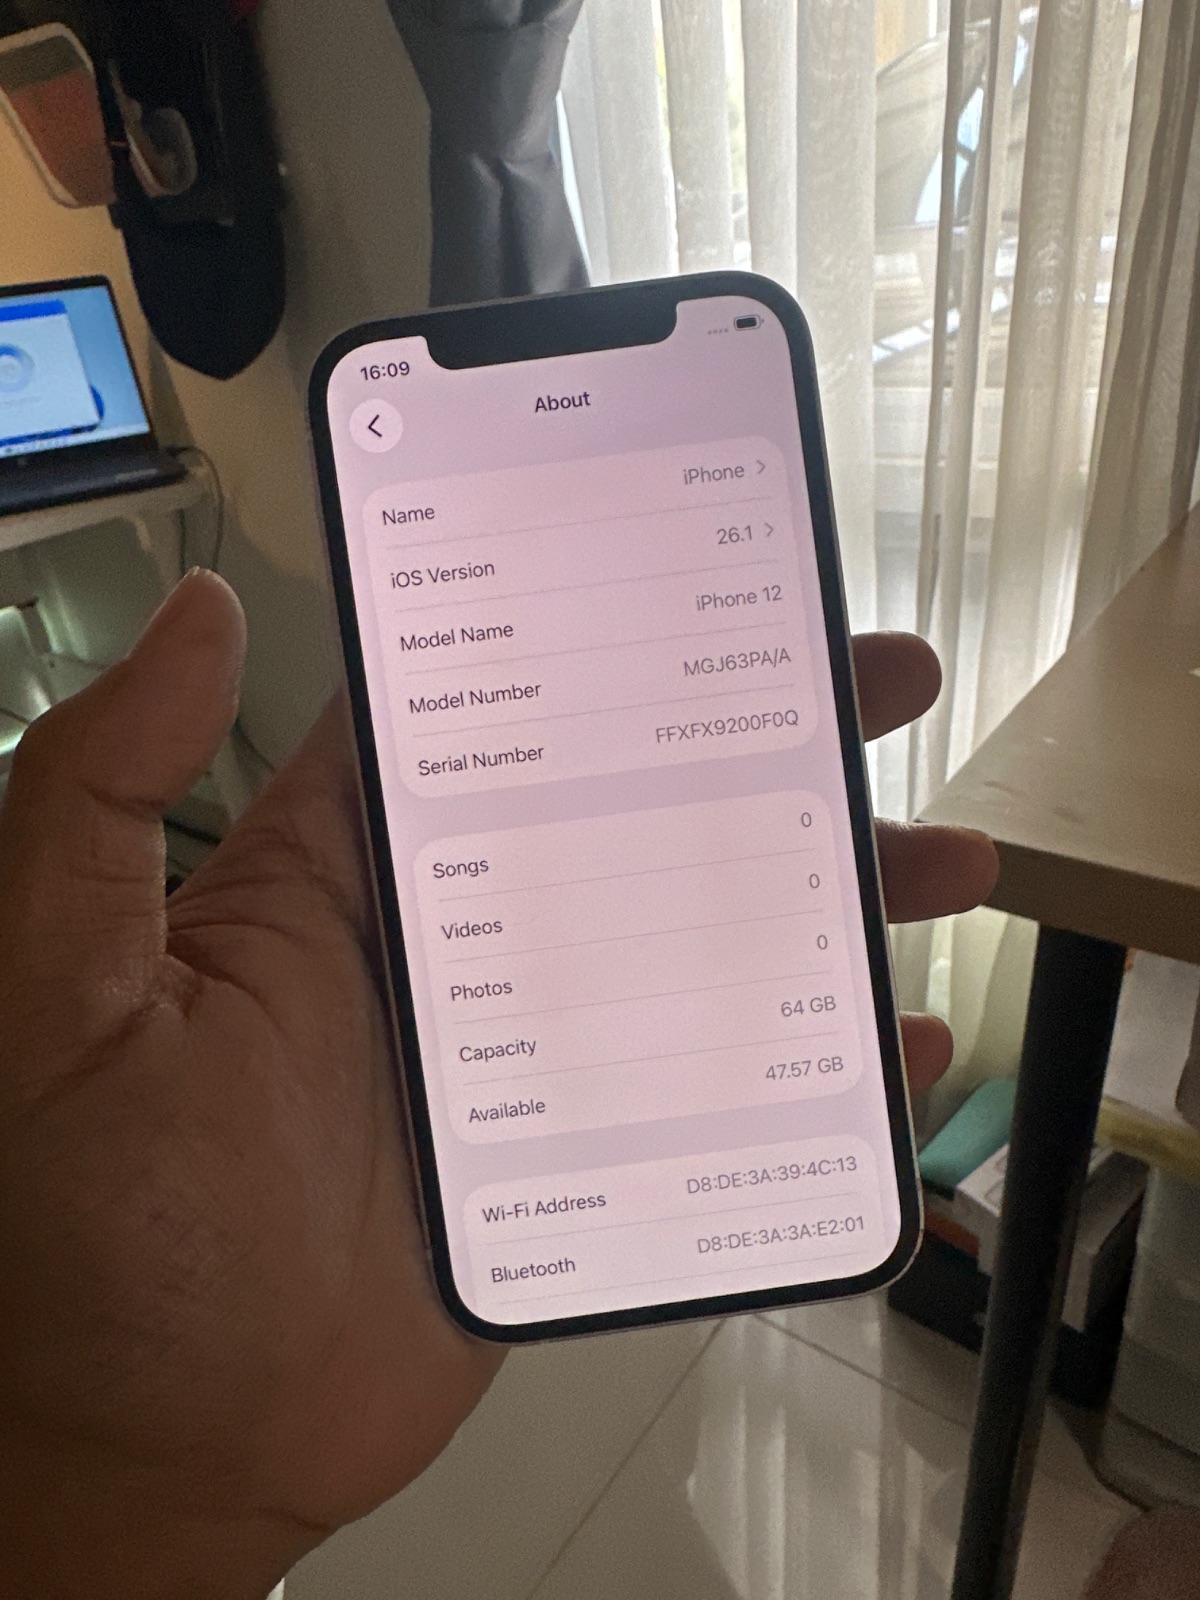 16:09
About
Name iPhone
iOS Version 26.1
Model Name iPhone 12
Model Number MGJ63PA/A
Serial Number FFXFX9200F0Q
Songs 0
Videos 0
Photos 0
Capacity 64 GB
Available 47.57 GB
Wi-Fi Address D8:DE:3A:39:4C:13
Bluetooth D8:DE:3A:3A:E2:01